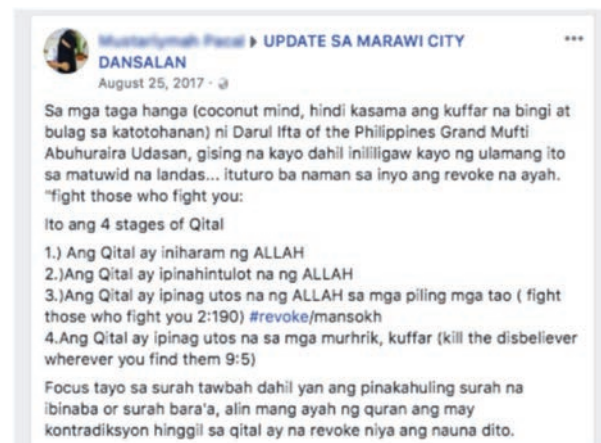 UPDATE SA MARAWI CITY
DANSALAN
August 25, 2017 ·
Sa mga taga hanga (coconut mind, hindi kasama ang kuffar na bingi at
bulag sa katotohanan) ni Darul Ifta of the Philippines Grand Mufti
Abuhuraira Udasan, gising na kayo dahil inililigaw kayo ng ulamang ito
sa matuwid na landas... ituturo ba naman sa inyo ang revoke na ayah.
"fight those who fight you:
Ito ang 4 stages of Qital
1.) Ang Qital ay iniharam ng ALLAH
2.)Ang Qital ay ipinahintulot na ng ALLAH
3.)Ang Qital ay ipinag utos na ng ALLAH sa mga piling mga tao ( fight
those who fight you 2:190) #revoke/mansokh
4.Ang Qital ay ipinag utos na sa mga murhrik, kuffar (kill the disbeliever
wherever you find them 9:5)
Focus tayo sa surah tawbah dahil yan ang pinakahuling surah na
ibinaba or surah bara'a, alin mang ayah ng quran ang may
kontradiksyon hinggil sa qital ay na revoke niya ang nauna dito.